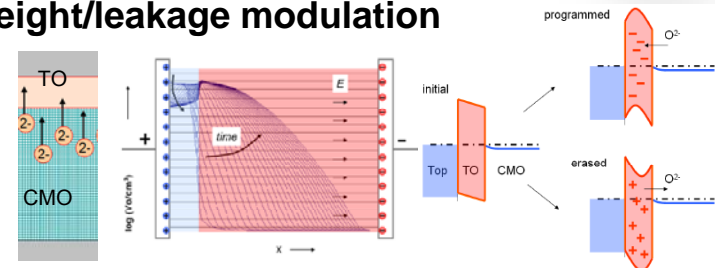 eight/leakage modulation
TO
2-
2-
2-
2-
CMO
+
log (Vo/cm³)
time
E
x
−
initial
Top
TO
CMO
programmed
O²⁻
erased
O²⁻